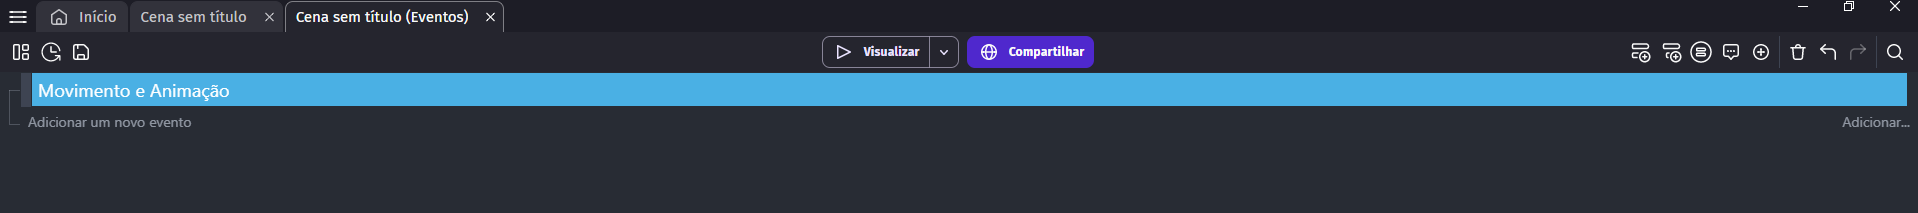 Início
Cena sem título
Cena sem título (Eventos)
Visualizar
Compartilhar
Movimento e Animação
Adicionar um novo evento
Adicionar...